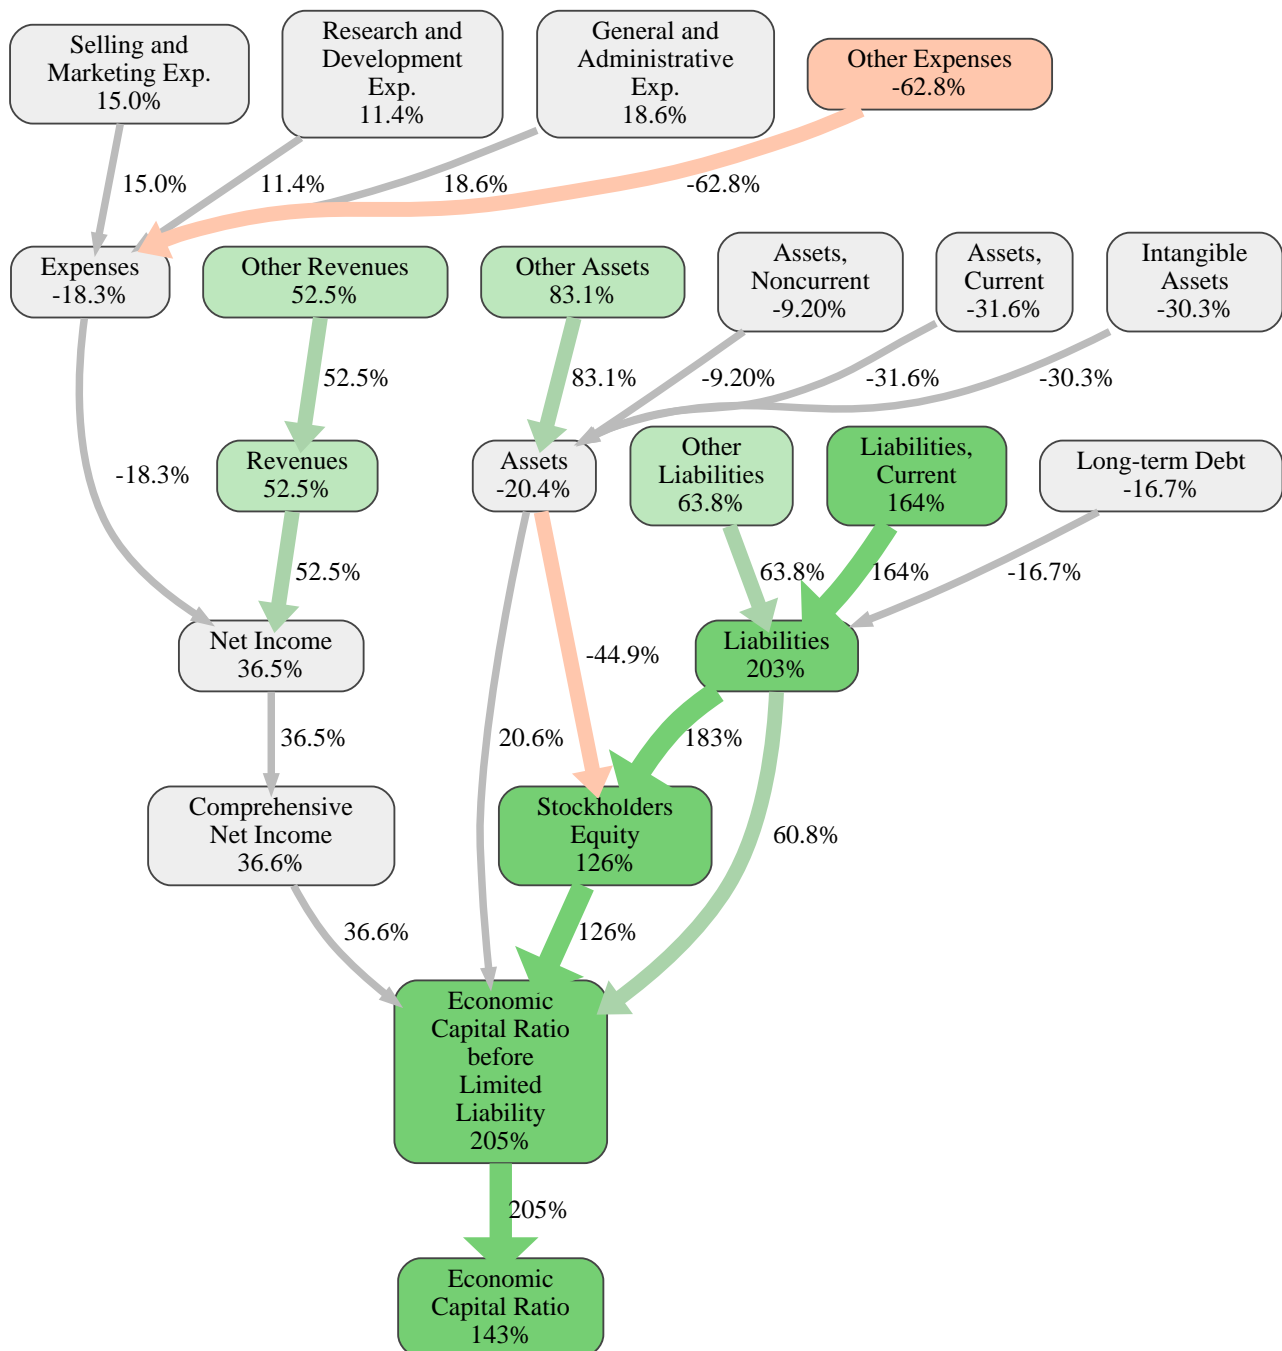 Selling and
Marketing Exp.
15.0%
Research and
Development
Exp.
11.4%
General and
Administrative
Exp.
18.6%
Other Expenses
-62.8%
15.0%
11.4%
18.6%
-62.8%
Expenses
-18.3%
Other Revenues
52.5%
Other Assets
83.1%
Assets,
Noncurrent
-9.20%
Assets,
Current
-31.6%
Intangible
Assets
-30.3%
52.5%
83.1%
-9.20%
-31.6%
-30.3%
Revenues
52.5%
Assets
-20.4%
Other
Liabilities
63.8%
Liabilities,
Current
164%
Long-term Debt
-16.7%
-18.3%
52.5%
63.8%
164%
-16.7%
Net Income
36.5%
-44.9%
Liabilities
203%
36.5%
20.6%
183%
Comprehensive
Net Income
36.6%
Stockholders
Equity
126%
60.8%
36.6%
126%
Economic
Capital Ratio
before
Limited
Liability
205%
205%
Economic
Capital Ratio
143%